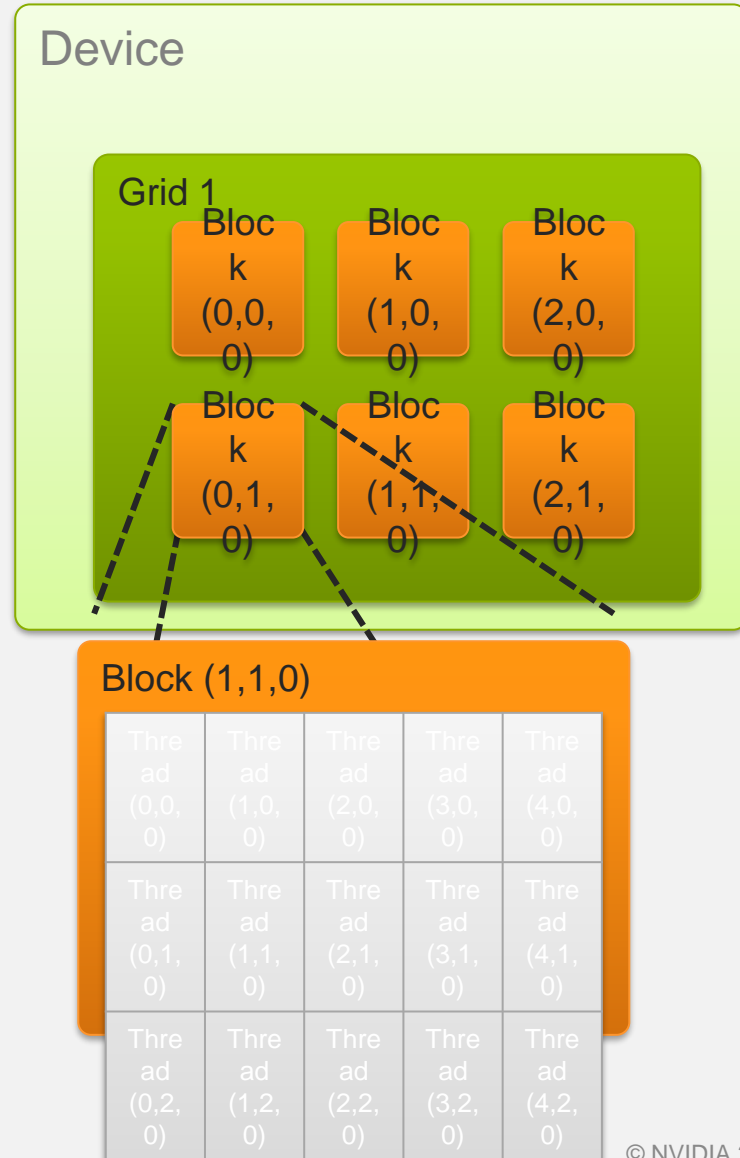 Device
Grid 1
Bloc
k
(0,0,
0)
Bloc
k
(1,0,
0)
Bloc
k
(2,0,
0)
Bloc
k
(0,1,
0)
Bloc
k
(1,1,
0)
Bloc
k
(2,1,
0)
Block (1,1,0)
Thre
ad
(0,0,
0)
Thre
ad
(1,0,
0)
Thre
ad
(2,0,
0)
Thre
ad
(3,0,
0)
Thre
ad
(4,0,
0)
Thre
ad
(0,1,
0)
Thre
ad
(1,1,
0)
Thre
ad
(2,1,
0)
Thre
ad
(3,1,
0)
Thre
ad
(4,1,
0)
Thre
ad
(0,2,
0)
Thre
ad
(1,2,
0)
Thre
ad
(2,2,
0)
Thre
ad
(3,2,
0)
Thre
ad
(4,2,
0)
© NVIDIA